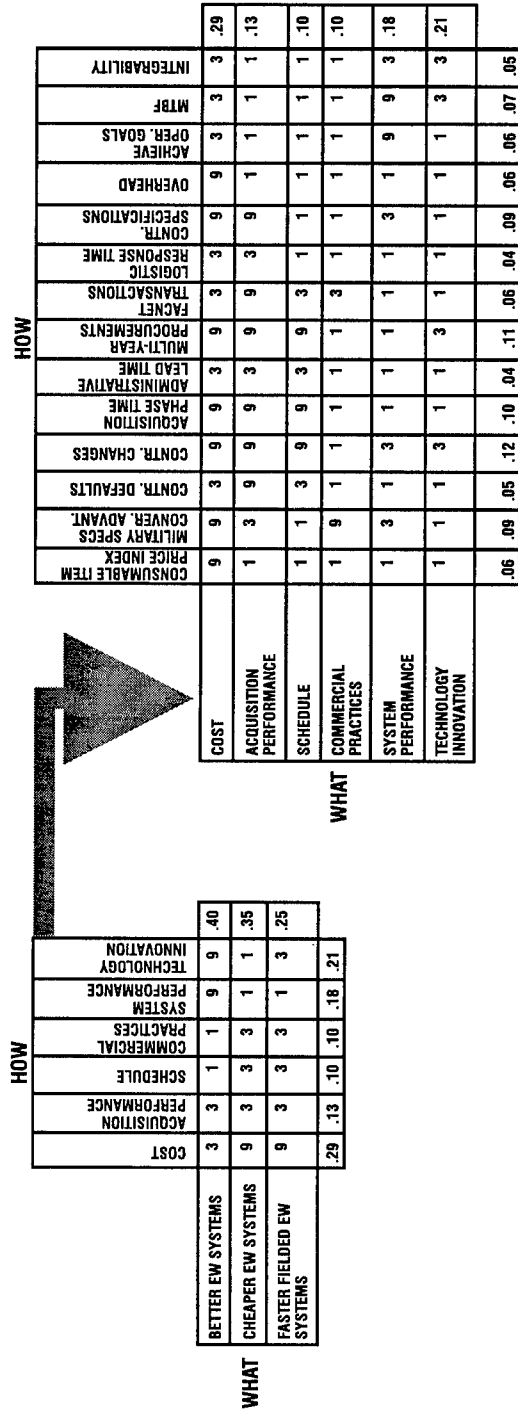 HOW
COST
ACQUISITION
PERFORMANCE
SCHEDULE
COMMERCIAL
PRACTICES
SYSTEM
PERFORMANCE
TECHNOLOGY
INNOVATION
WHAT
BETTER EW SYSTEMS 3 3 1 1 9 9 .40
CHEAPER EW SYSTEMS 9 3 3 3 1 1 .35
FASTER FIELDED EW
SYSTEMS 9 3 3 3 1 3 .25
.29 .13 .10 .10 .18 .21
HOW
CONSUMABLE ITEM
PRICE INDEX
MILITARY SPECS
CONVER. ADVANT.
CONTR. DEFAULTS
CONTR. CHANGES
ACQUISITION
PHASE TIME
ADMINISTRATIVE
LEAD TIME
MULTI-YEAR
PROCUREMENTS
FACNET
TRANSACTIONS
LOGISTIC
RESPONSE TIME
CONTR.
SPECIFICATIONS
OVERHEAD
ACHIEVE
OPER. GOALS
MTBF
INTEGRABILITY
WHAT
COST 9 9 3 9 9 3 9 3 3 9 9 3 3 3 .29
ACQUISITION
PERFORMANCE 1 3 9 9 9 3 9 9 3 9 1 1 1 1 .13
SCHEDULE 1 1 3 9 9 3 9 3 1 1 1 1 1 1 .10
COMMERCIAL
PRACTICES 1 9 1 1 1 1 1 3 1 1 1 1 1 1 .10
SYSTEM
PERFORMANCE 1 3 1 3 1 1 1 1 1 3 1 9 9 3 .18
TECHNOLOGY
INNOVATION 1 1 1 3 1 1 3 1 1 1 1 1 3 3 .21
.06 .09 .05 .12 .10 .04 .11 .06 .04 .09 .06 .06 .07 .05